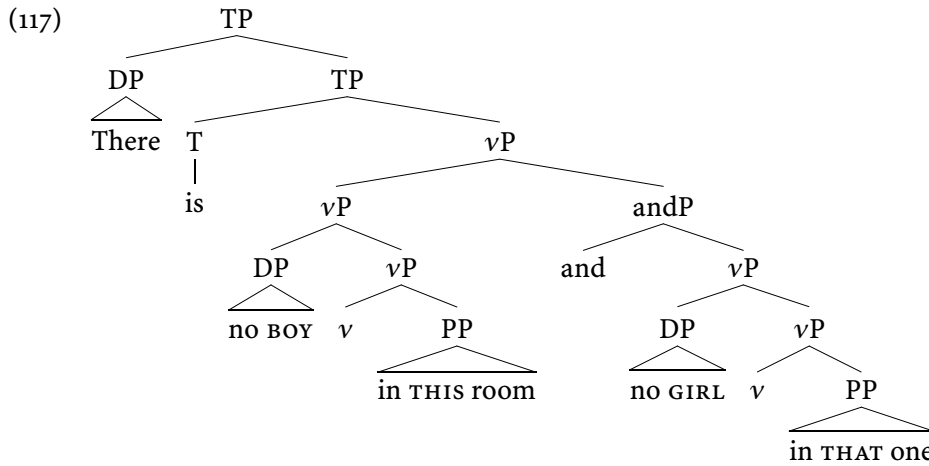 (117) TP
DP TP
There T vP
is vP andP
DP vP and vP
no BOY v PP DP vP
in THIS room no GIRL v PP
in THAT one